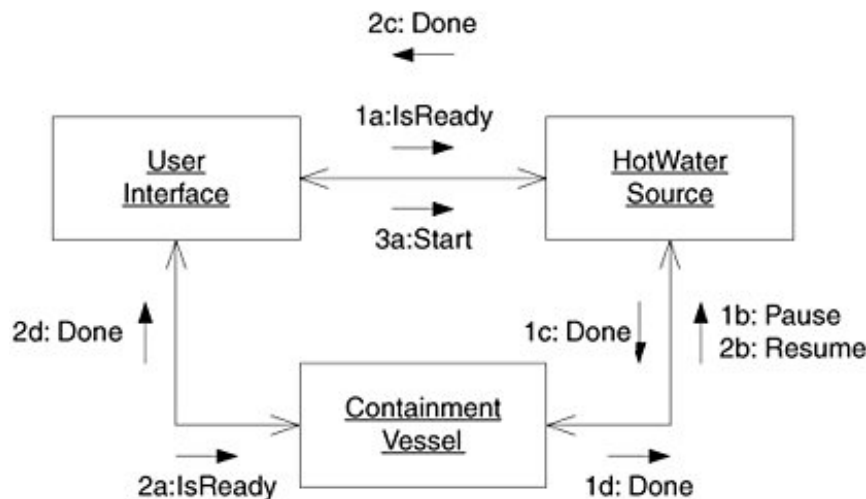 2c: Done
1a:IsReady
User
Interface
HotWater
Source
3a:Start
2d: Done
1c: Done
1b: Pause
2b: Resume
Containment
Vessel
2a:IsReady
1d: Done